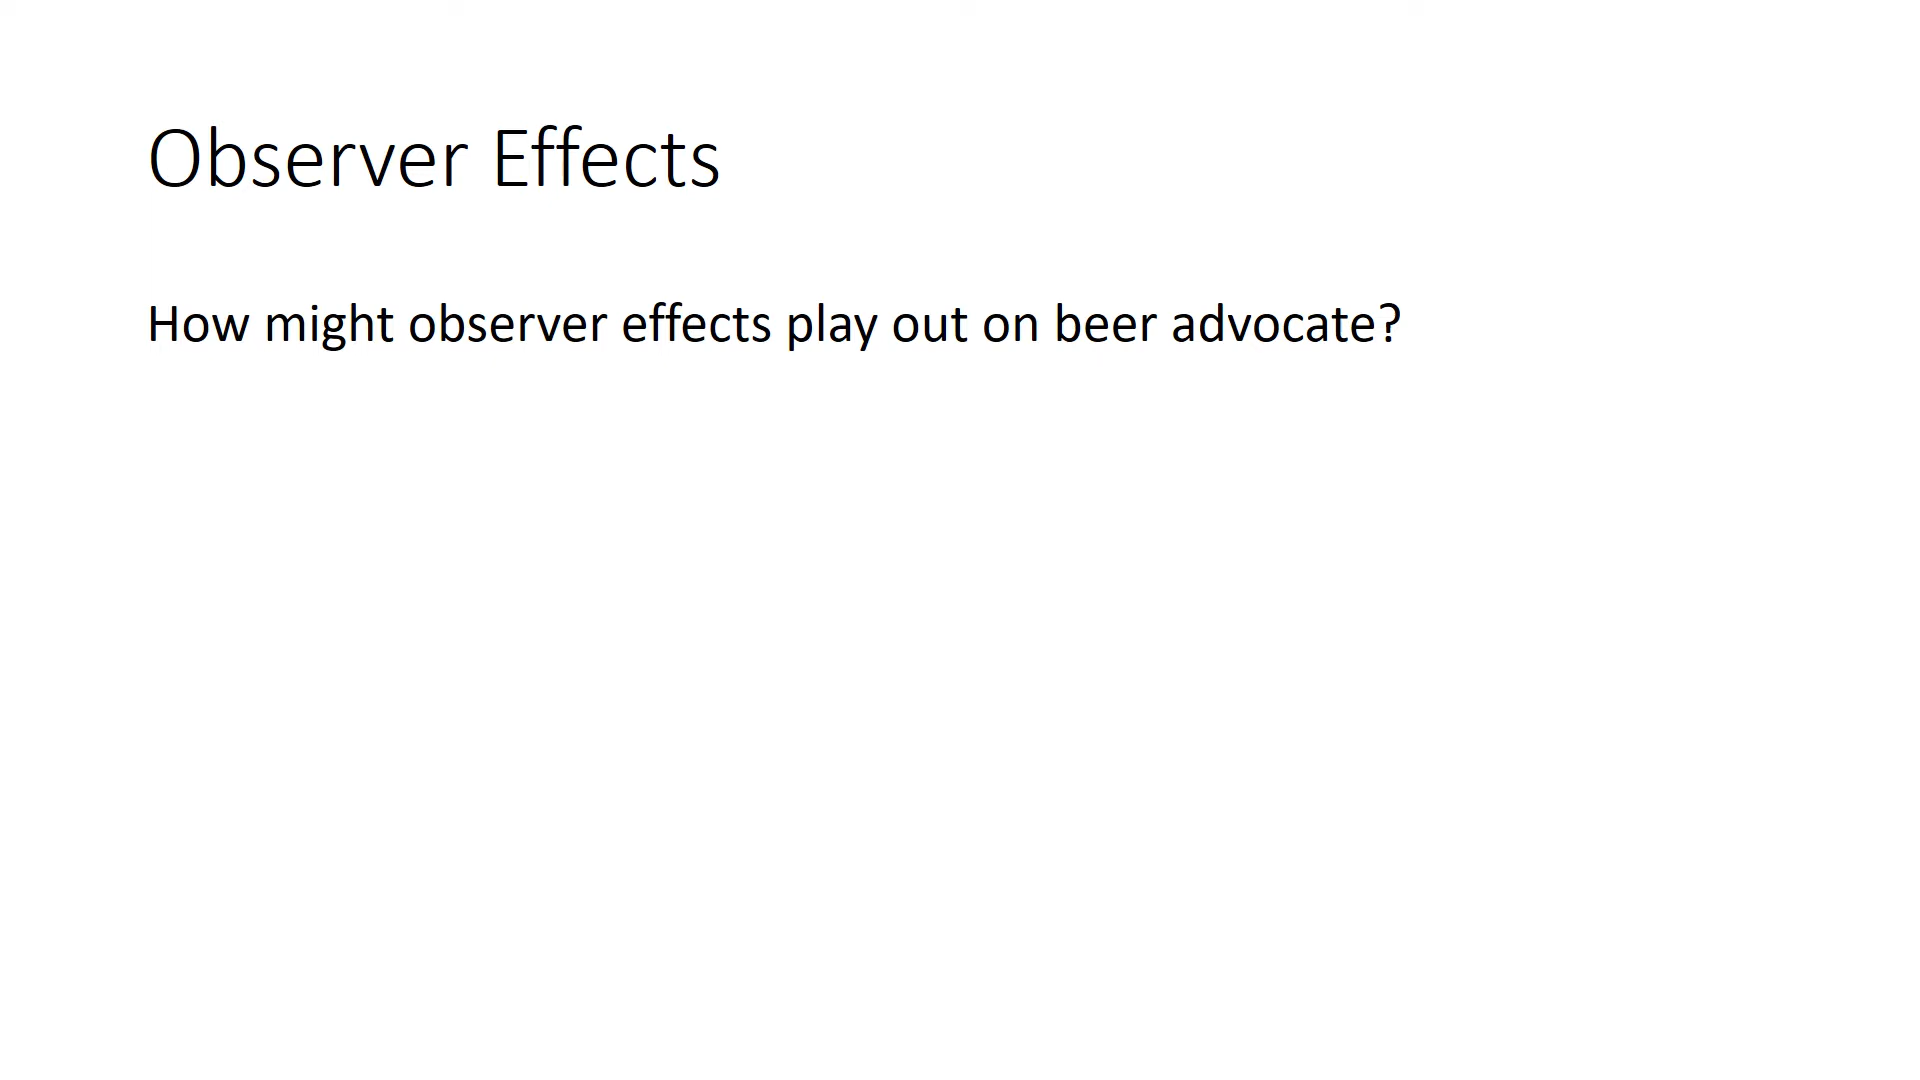 Observer Effects
How might observer effects play out on beer advocate?